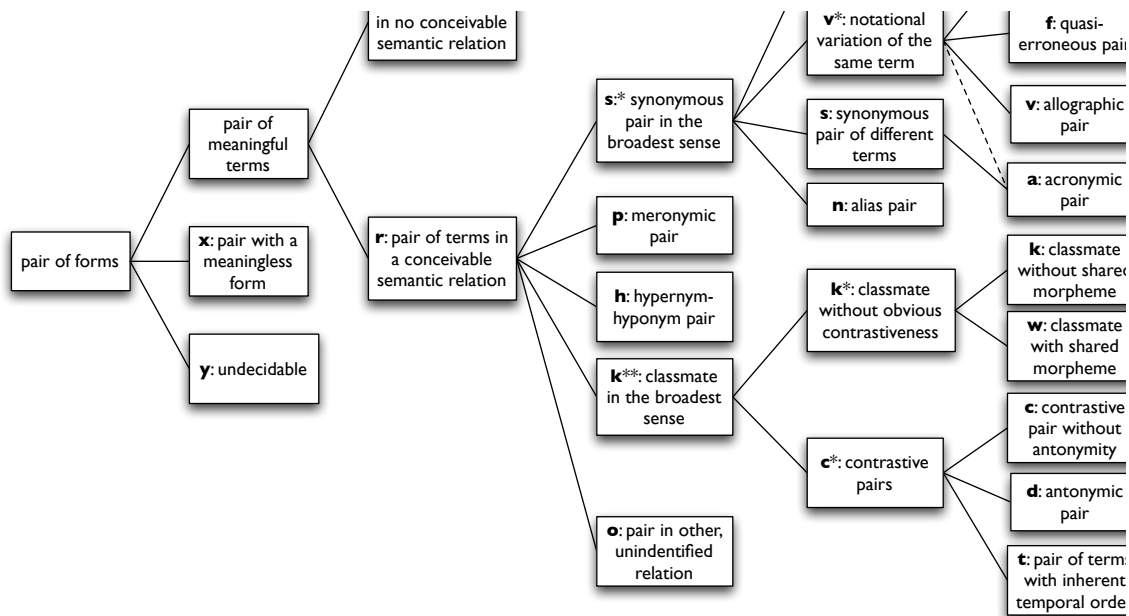 in no conceivable
semantic relation
pair of
meaningful
terms
pair of forms
x: pair with a
meaningless
form
y: undecidable
r: pair of terms in
a conceivable
semantic relation
s:* synonymous
pair in the
broadest sense
p: meronymic
pair
h: hypernym-
hyponym pair
k**: classmate
in the broadest
sense
o: pair in other,
unidentified
relation
v*: notational
variation of the
same term
s: synonymous
pair of different
terms
n: alias pair
k*: classmate
without obvious
contrastiveness
c*: contrastive
pairs
f: quasi-
erroneous pair
v: allographic
pair
a: acronymic
pair
k: classmate
without shared
morpheme
w: classmate
with shared
morpheme
c: contrastive
pair without
antonymity
d: antonymic
pair
t: pair of terms
with inherent
temporal order